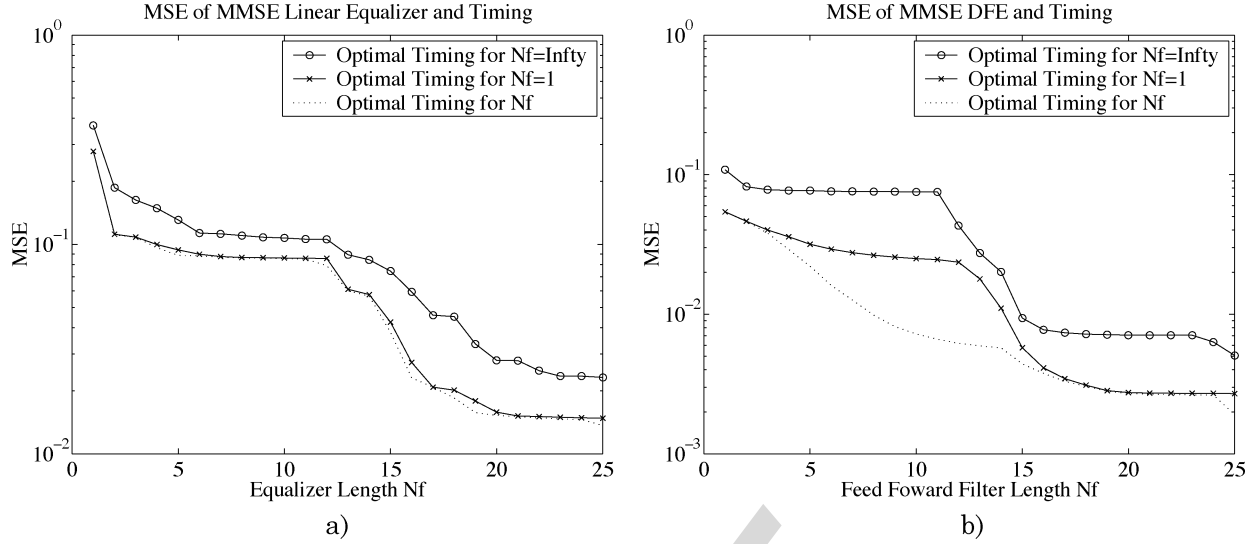 MSE of MMSE Linear Equalizer and Timing
10^0
10^-1
10^-2
MSE
Optimal Timing for Nf=Infty
Optimal Timing for Nf=1
Optimal Timing for Nf
0 5 10 15 20 25
Equalizer Length Nf
a)
MSE of MMSE DFE and Timing
10^0
10^-1
10^-2
10^-3
MSE
Optimal Timing for Nf=Infty
Optimal Timing for Nf=1
Optimal Timing for Nf
0 5 10 15 20 25
Feed Foward Filter Length Nf
b)